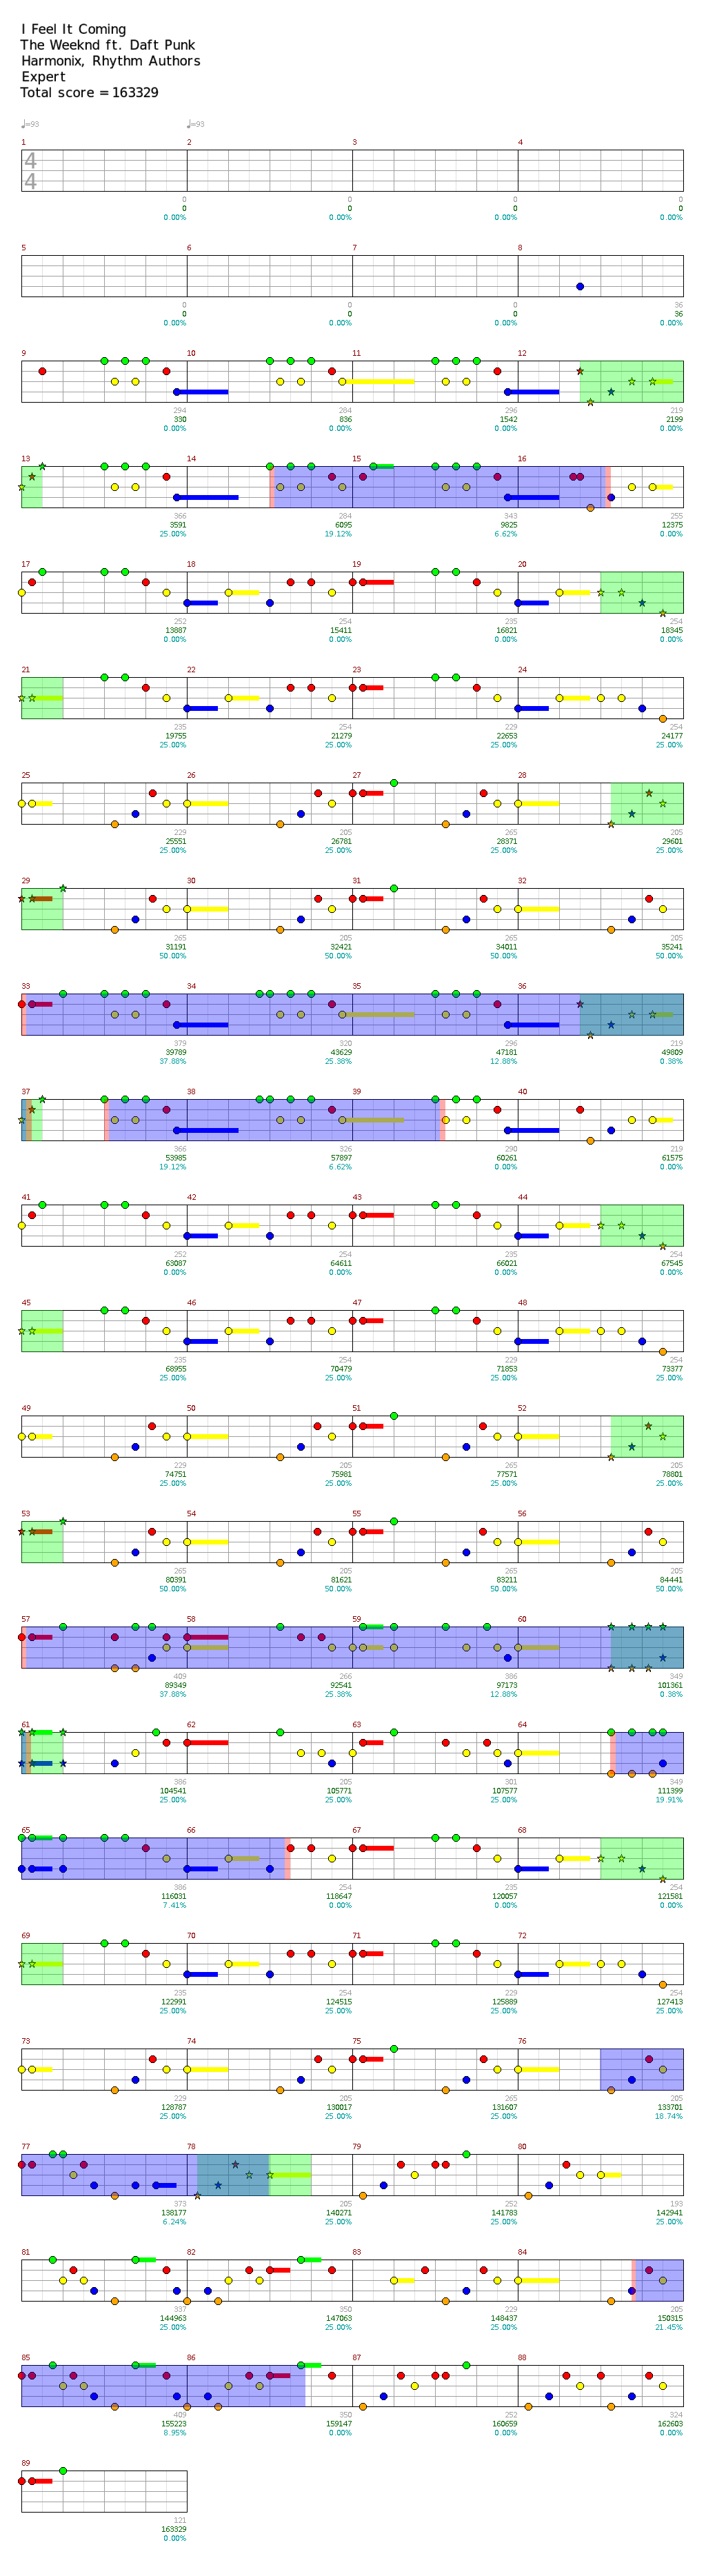 I Feel It Coming
The Weeknd ft. Daft Punk
Harmonix, Rhythm Authors
Expert
Total score = 163329
♩=93 ♩=93
1 2 3 4
4
4
0 0 0 0
0 0 0 0
0.00% 0.00% 0.00% 0.00%
5 6 7 8
0 0 0 36
0 0 0 36
0.00% 0.00% 0.00% 0.00%
9 10 11 12
294 284 296 219
330 836 1542 2199
0.00% 0.00% 0.00% 0.00%
13 14 15 16
366 284 343 255
3591 6095 9825 12375
25.00% 19.12% 6.62% 0.00%
17 18 19 20
252 254 235 254
13887 15411 16821 18345
0.00% 0.00% 0.00% 0.00%
21 22 23 24
235 254 229 254
19755 21279 22653 24177
25.00% 25.00% 25.00% 25.00%
25 26 27 28
229 205 265 205
25551 26781 28371 29601
25.00% 25.00% 25.00% 25.00%
29 30 31 32
265 205 265 205
31191 32421 34011 35241
50.00% 50.00% 50.00% 50.00%
33 34 35 36
379 320 296 219
39789 43629 47181 49809
37.88% 25.38% 12.88% 0.38%
37 38 39 40
366 326 290 219
53985 57897 60261 61575
19.12% 6.62% 0.00% 0.00%
41 42 43 44
252 254 235 254
63087 64611 66021 67545
0.00% 0.00% 0.00% 0.00%
45 46 47 48
235 254 229 254
68955 70479 71853 73377
25.00% 25.00% 25.00% 25.00%
49 50 51 52
229 205 265 205
74751 75981 77571 78801
25.00% 25.00% 25.00% 25.00%
53 54 55 56
265 205 265 205
80391 81621 83211 84441
50.00% 50.00% 50.00% 50.00%
57 58 59 60
409 266 386 349
89349 92541 97173 101361
37.88% 25.38% 12.88% 0.38%
61 62 63 64
386 205 301 349
104541 105771 107577 111399
25.00% 25.00% 25.00% 19.91%
65 66 67 68
386 254 235 254
116031 118647 120057 121581
7.41% 0.00% 0.00% 0.00%
69 70 71 72
235 254 229 254
122991 124515 125889 127413
25.00% 25.00% 25.00% 25.00%
73 74 75 76
229 205 265 205
128787 130017 131607 133701
25.00% 25.00% 25.00% 18.74%
77 78 79 80
373 205 252 193
138177 140271 141783 142941
6.24% 25.00% 25.00% 25.00%
81 82 83 84
337 350 229 205
144963 147063 148437 150315
25.00% 25.00% 25.00% 21.45%
85 86 87 88
409 350 252 324
155223 159147 160659 162603
8.95% 0.00% 0.00% 0.00%
89
121
163329
0.00%